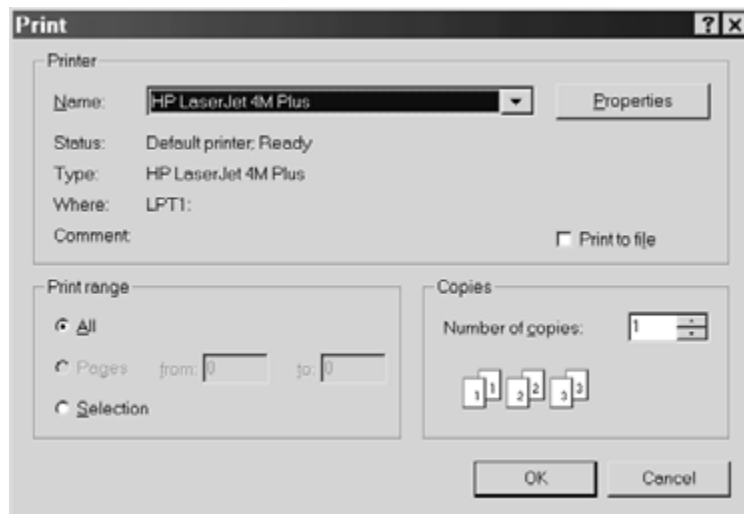 Print
Printer
Name: HP LaserJet 4M Plus Properties
Status: Default printer; Ready
Type: HP LaserJet 4M Plus
Where: LPT1:
Comment: Print to file
Print range
All
Pages from: 0 to: 0
Selection
Copies
Number of copies: 1
1 1 2 2 3 3
OK Cancel